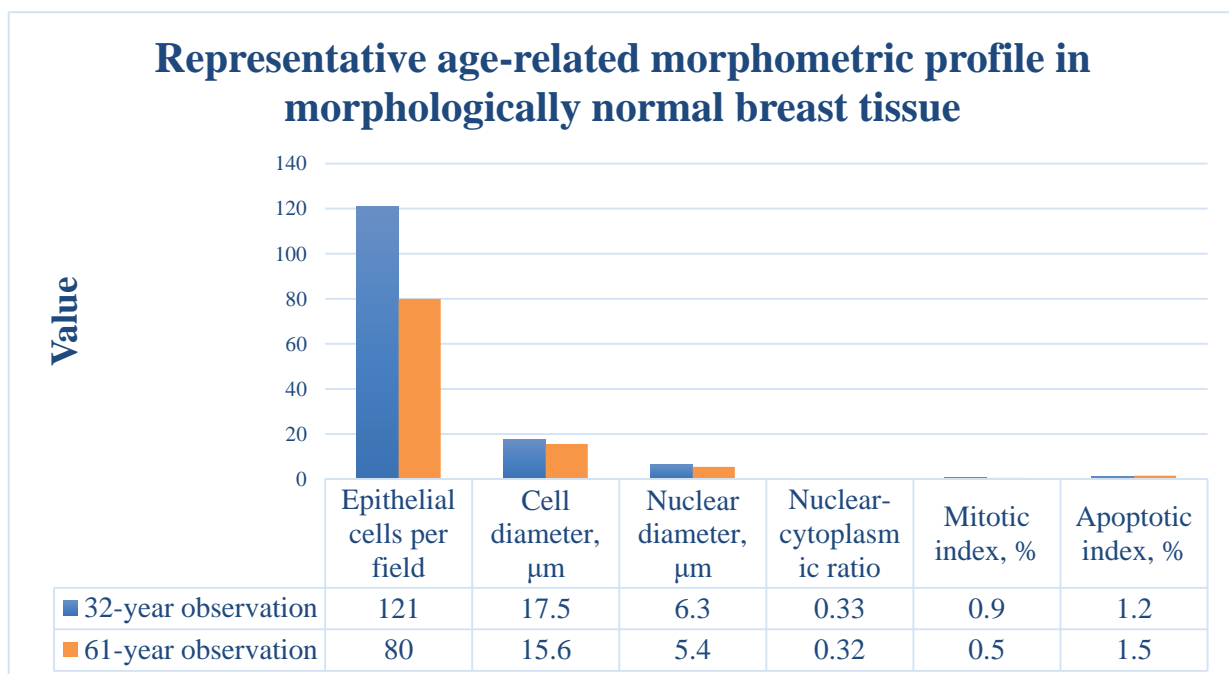 Representative age-related morphometric profile in
morphologically normal breast tissue
Value
140
120
100
80
60
40
20
0
Epithelial
cells per
field
Cell
diameter,
μm
Nuclear
diameter,
μm
Nuclear-
cytoplasm
ic ratio
Mitotic
index, %
Apoptotic
index, %
32-year observation 121 17.5 6.3 0.33 0.9 1.2
61-year observation 80 15.6 5.4 0.32 0.5 1.5